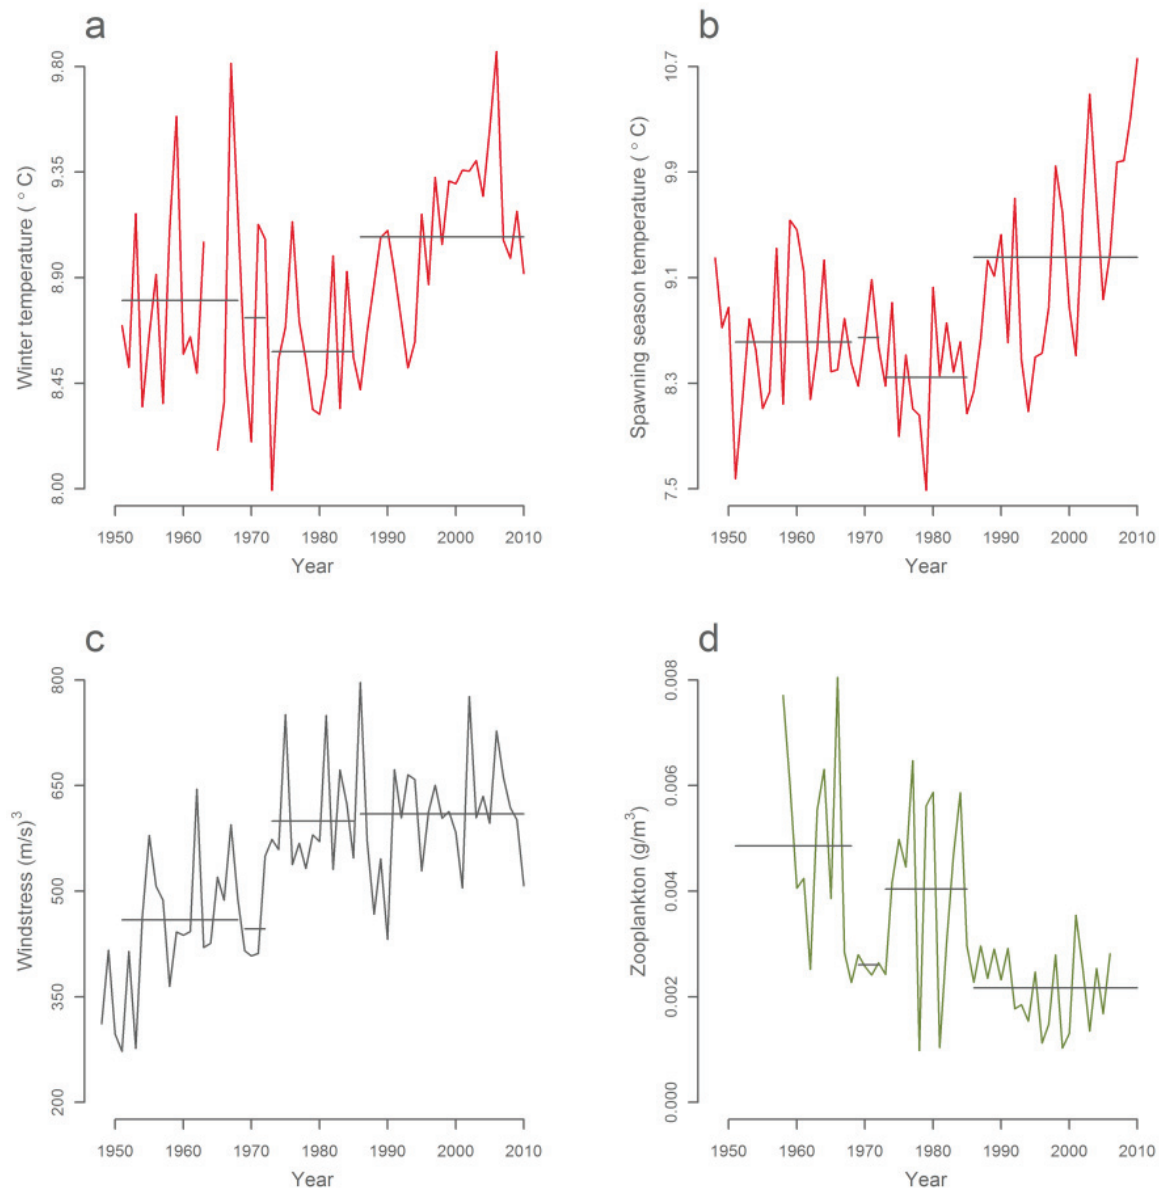 a
Winter temperature ( ° C)
9.80
9.35
8.90
8.45
8.00
1950 1960 1970 1980 1990 2000 2010
Year
b
Spawning season temperature ( ° C)
10.7
9.9
9.1
8.3
7.5
1950 1960 1970 1980 1990 2000 2010
Year
c
Windstress (m/s)³
800
650
500
350
200
1950 1960 1970 1980 1990 2000 2010
Year
d
Zooplankton (g/m³)
0.008
0.006
0.004
0.002
0.000
1950 1960 1970 1980 1990 2000 2010
Year